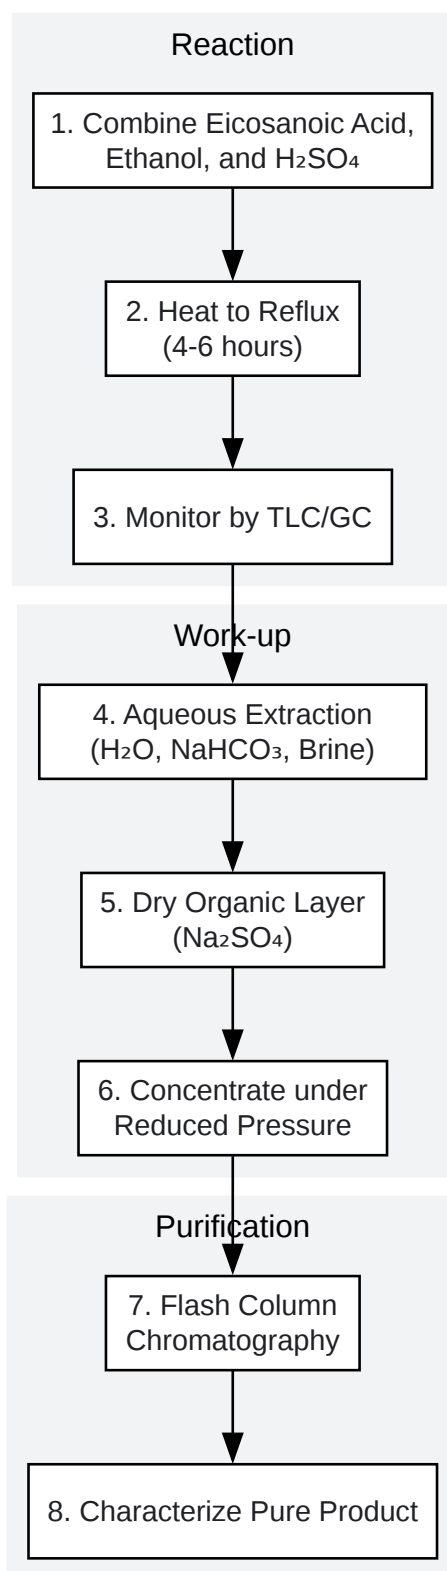 Reaction
1. Combine Eicosanoic Acid,
Ethanol, and H₂SO₄
2. Heat to Reflux
(4-6 hours)
3. Monitor by TLC/GC
Work-up
4. Aqueous Extraction
(H₂O, NaHCO₃, Brine)
5. Dry Organic Layer
(Na₂SO₄)
6. Concentrate under
Reduced Pressure
Purification
7. Flash Column
Chromatography
8. Characterize Pure Product